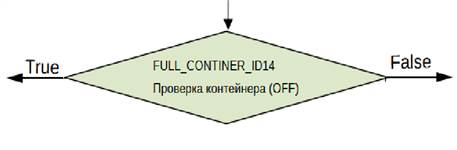 True
False
FULL_CONTINER_ID14
Проверка контейнера (OFF)